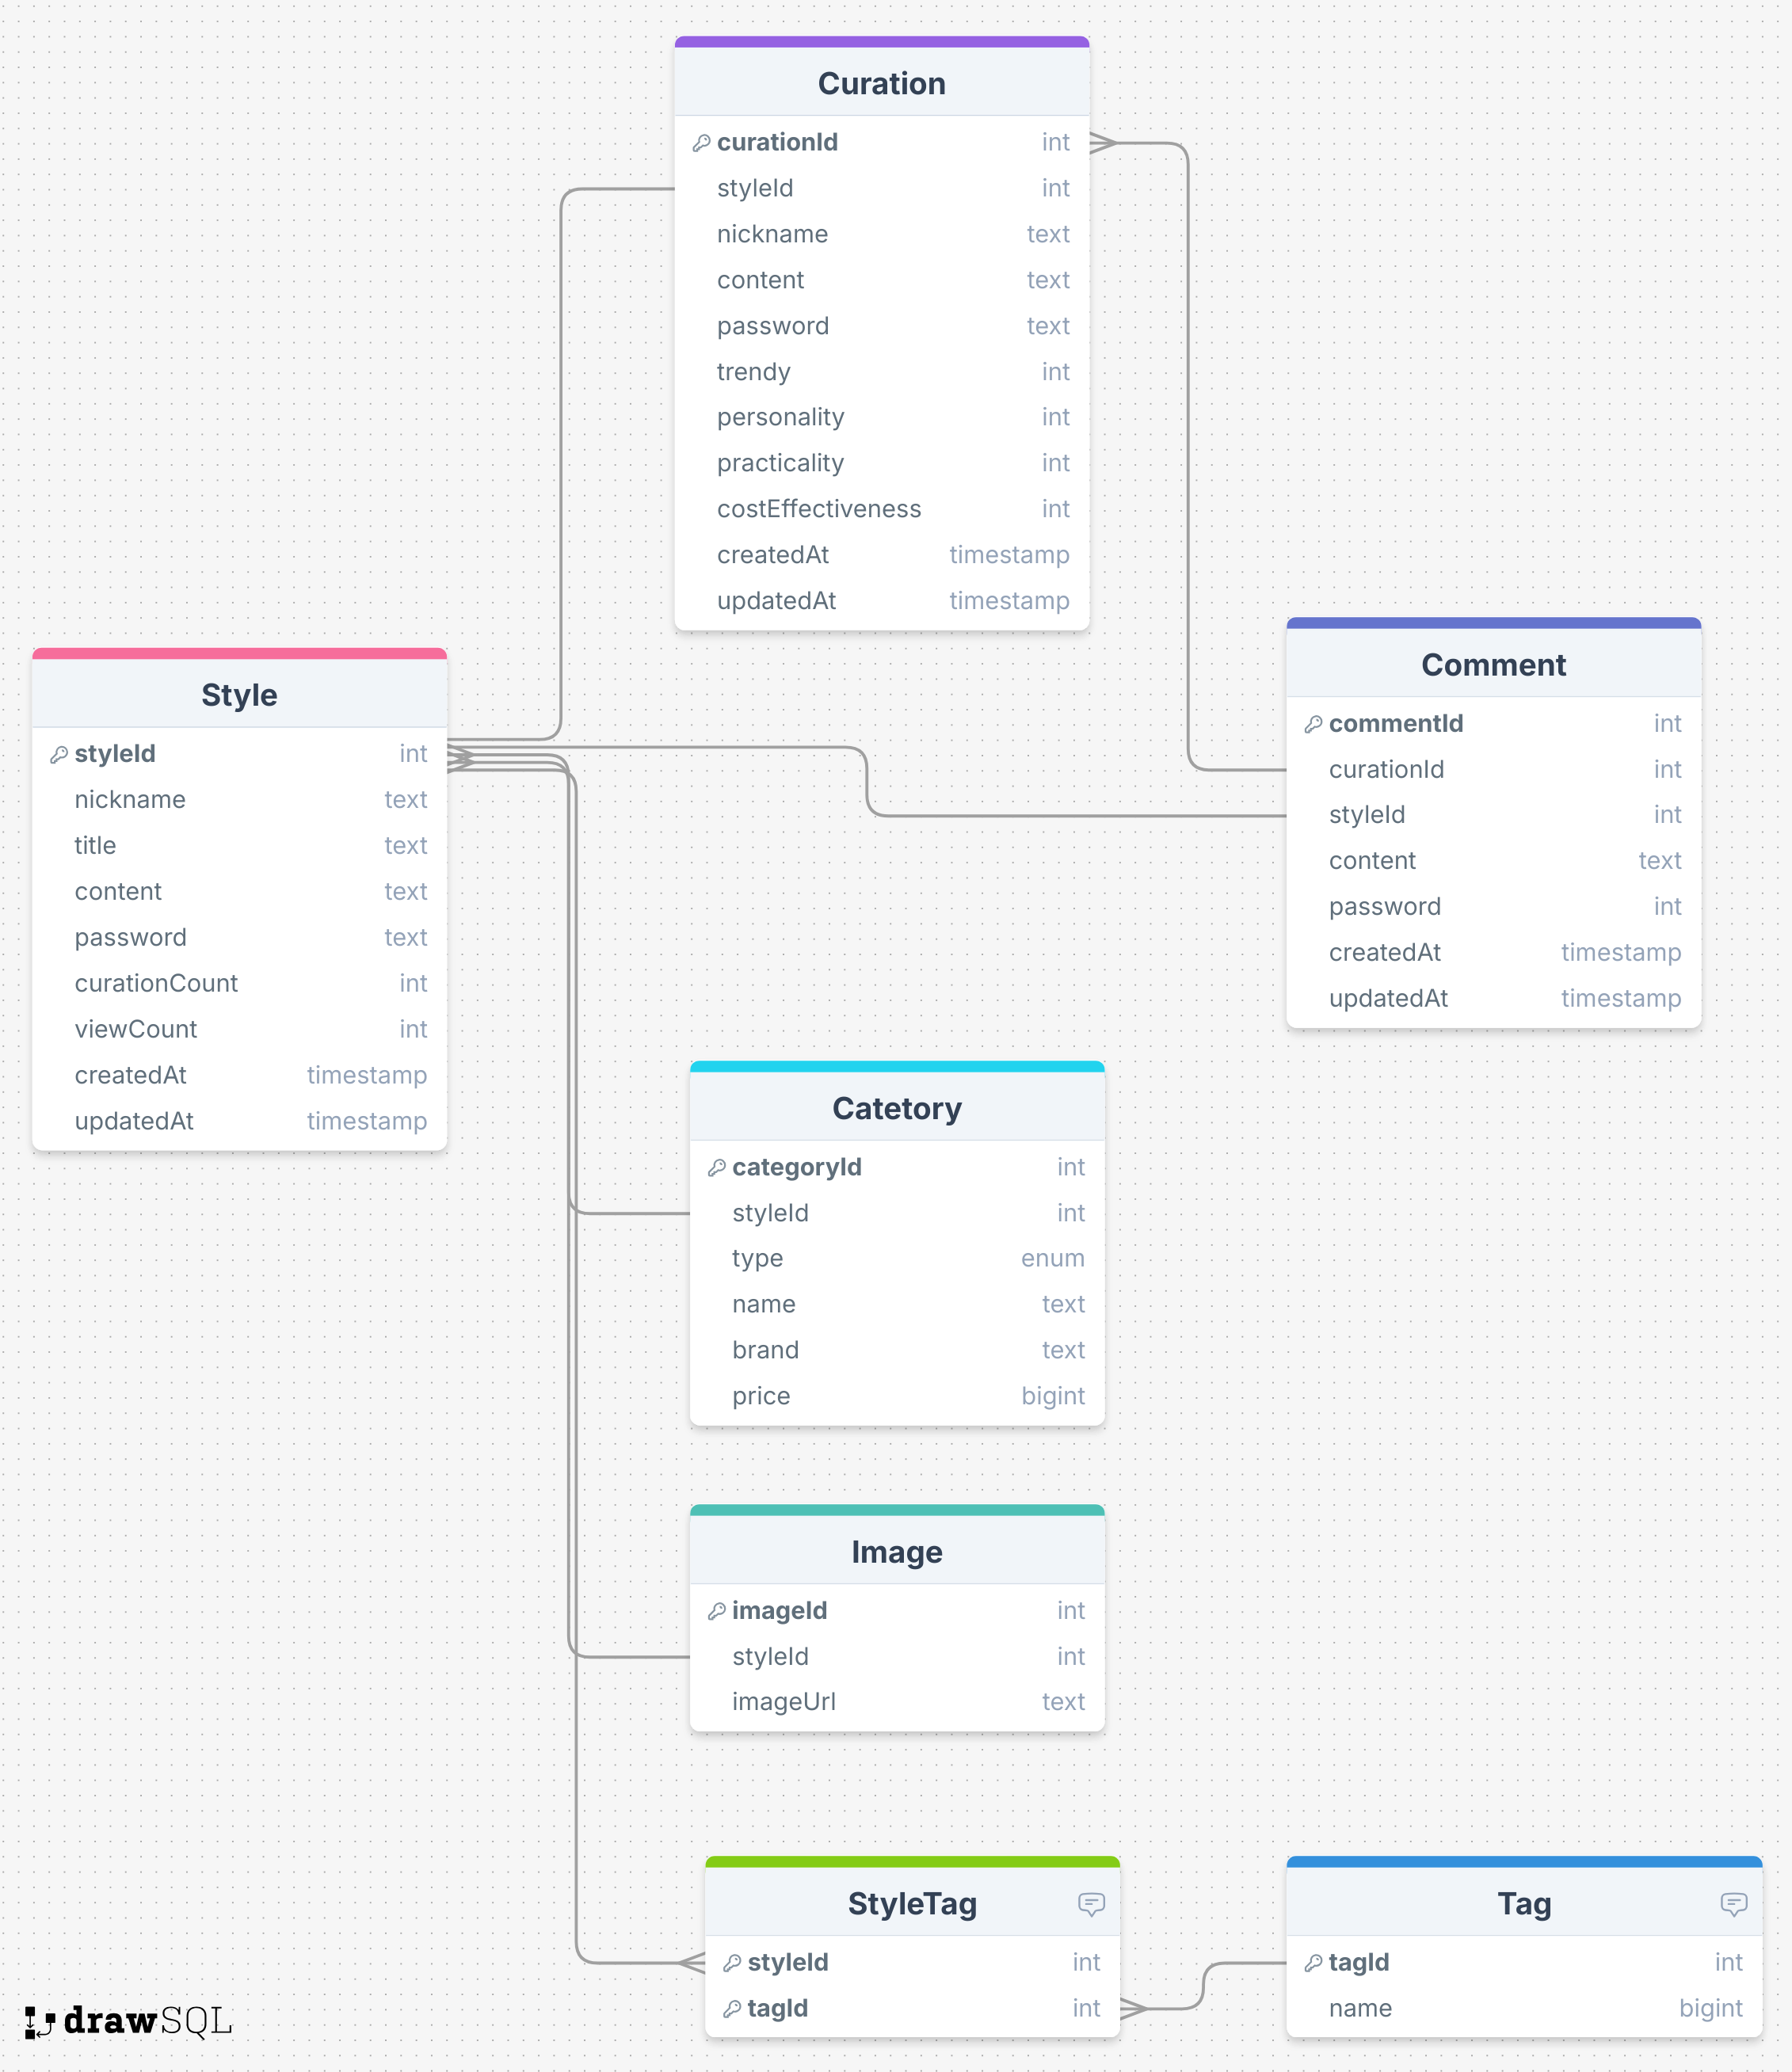 Curation
curationId int
styleId int
nickname text
content text
password text
trendy int
personality int
practicality int
costEffectiveness int
createdAt timestamp
updatedAt timestamp
Style
styleId int
nickname text
title text
content text
password text
curationCount int
viewCount int
createdAt timestamp
updatedAt timestamp
Comment
commentId int
curationId int
styleId int
content text
password int
createdAt timestamp
updatedAt timestamp
Catetory
categoryId int
styleId int
type enum
name text
brand text
price bigint
Image
imageId int
styleId int
imageUrl text
StyleTag
styleId int
tagId int
Tag
tagId int
name bigint
drawSQL